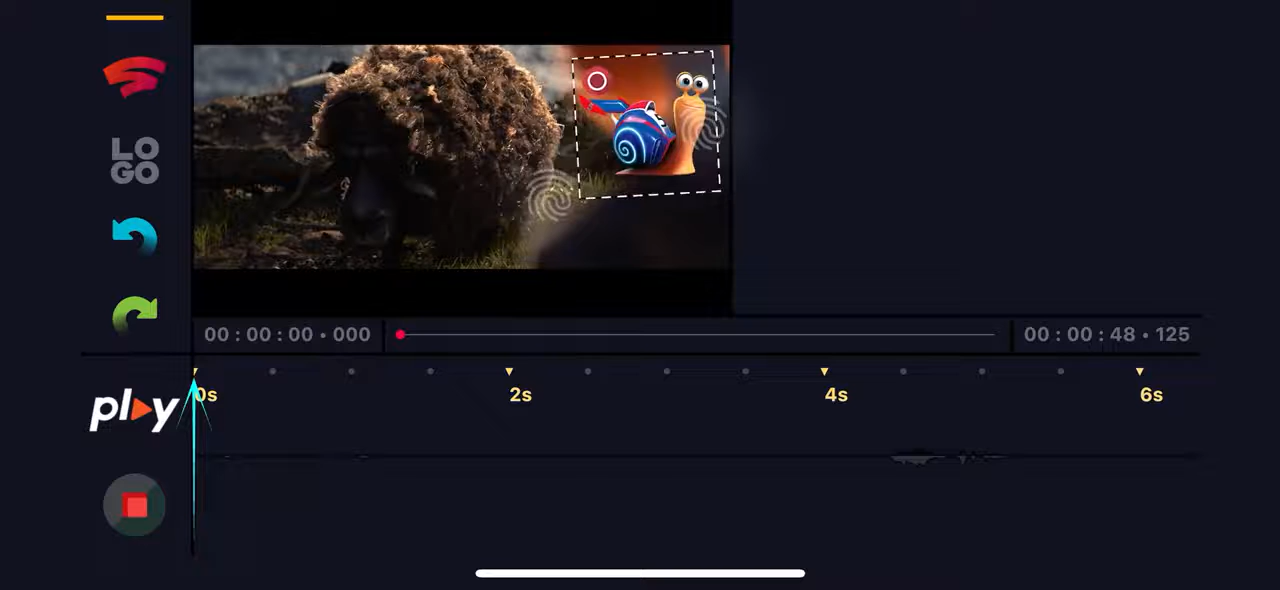 LO
GO
00 : 00 : 00 • 000
00 : 00 : 48 • 125
0s
2s
4s
6s
play